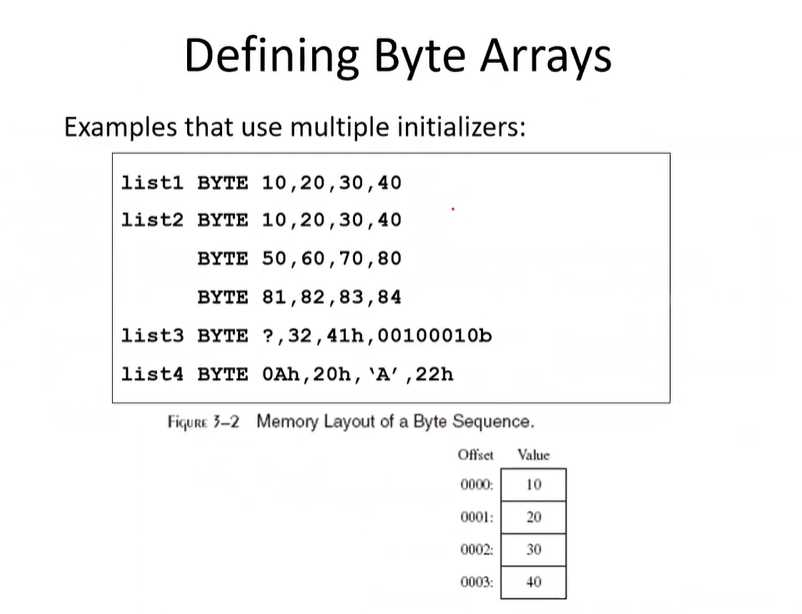 Defining Byte Arrays
Examples that use multiple initializers:
list1 BYTE 10,20,30,40
list2 BYTE 10,20,30,40
BYTE 50,60,70,80
BYTE 81,82,83,84
list3 BYTE ?,32,41h,00100010b
list4 BYTE 0Ah,20h,‘A’,22h
FIGURE 3–2 Memory Layout of a Byte Sequence.
Offset Value
0000: 10
0001: 20
0002: 30
0003: 40